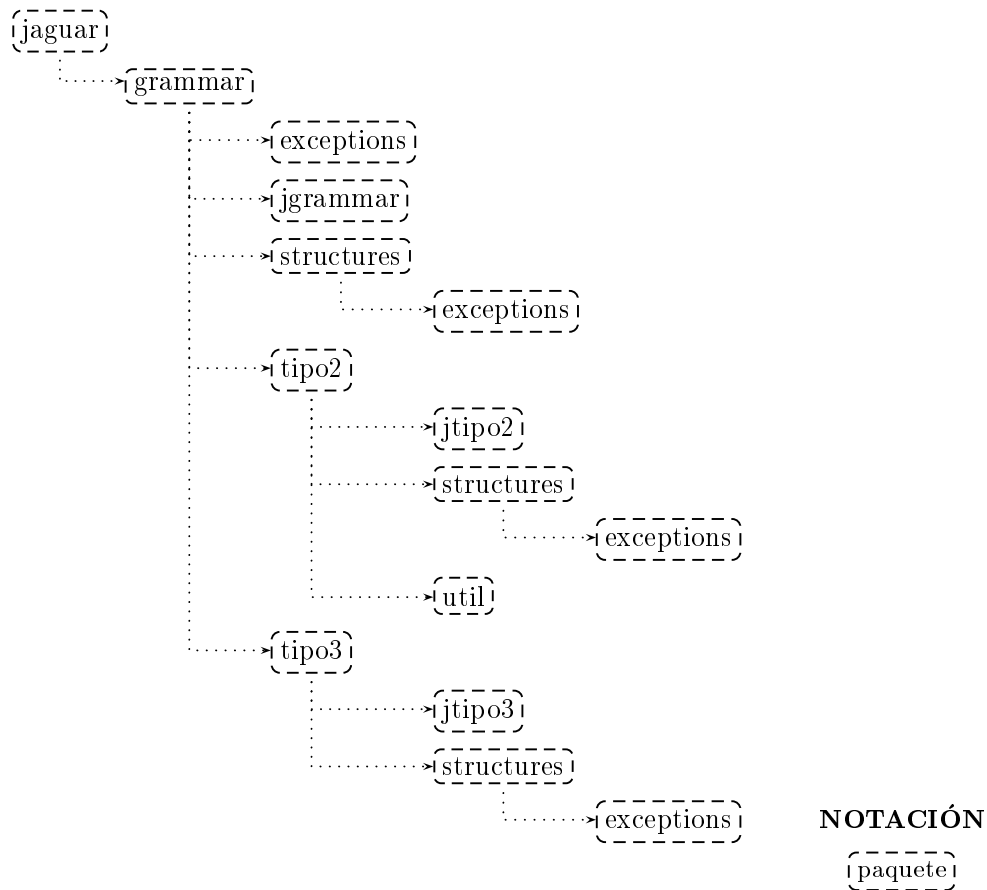 jaguar
grammar
exceptions
jgrammar
structures
exceptions
tipo2
jtipo2
structures
exceptions
util
tipo3
jtipo3
structures
exceptions
NOTACIÓN
paquete